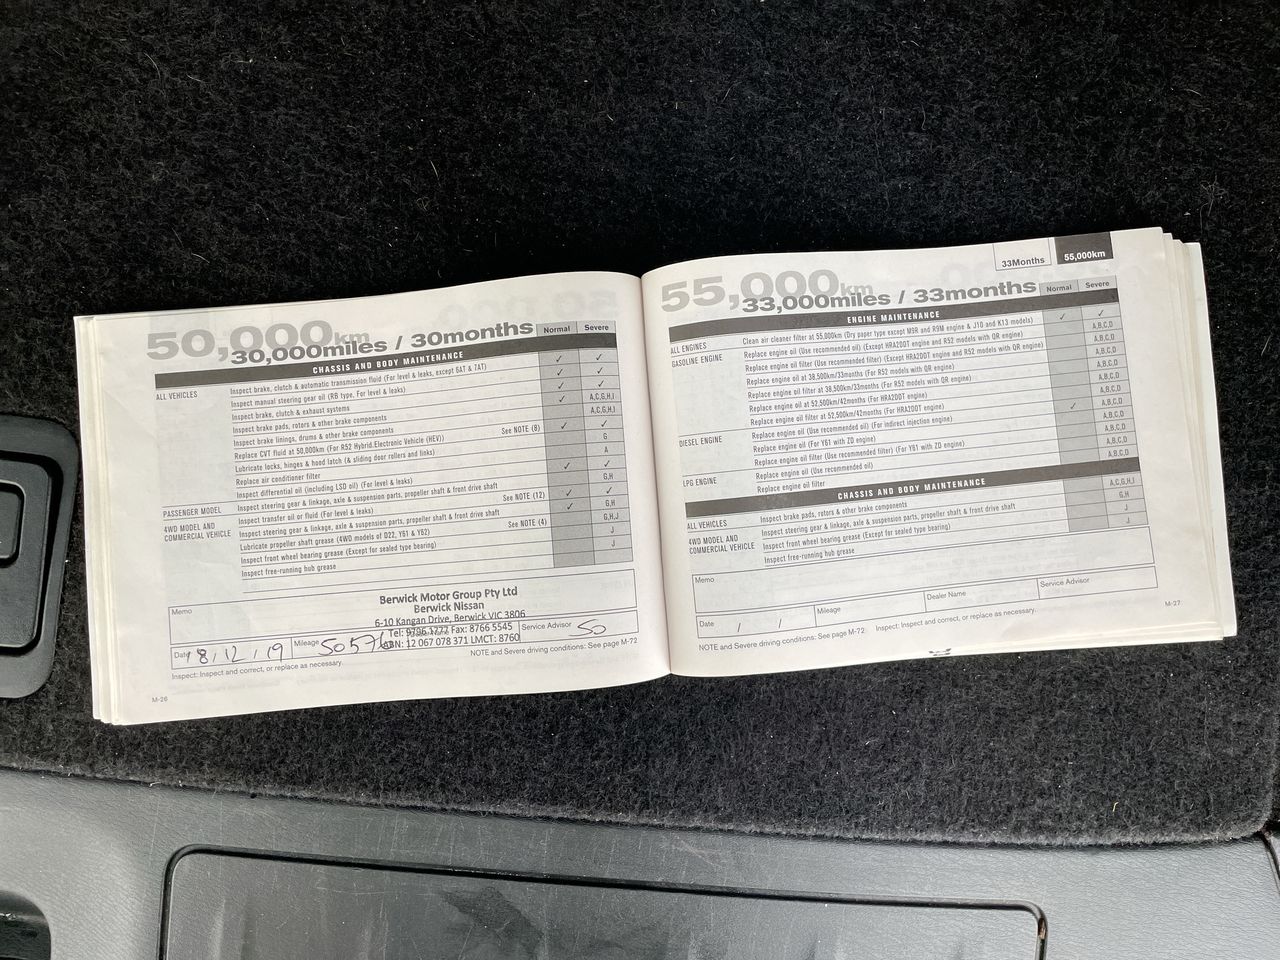 50,000km
30,000miles / 30months
Normal Severe
CHASSIS AND BODY MAINTENANCE
ALL VEHICLES
Inspect brake, clutch & automatic transmission fluid (For level & leaks, except 6AT & 7AT) ✓ ✓
Inspect manual steering gear oil (RB type, For level & leaks) ✓ ✓
Inspect brake, clutch & exhaust systems ✓ ✓
Inspect brake pads, rotors & other brake components ✓ A,C,G,H,I
Inspect brake linings, drums & other brake components A,C,G,H,I
Replace CVT fluid at 50,000km (For R52 Hybrid.Electronic Vehicle (HEV)) See NOTE (8) ✓ ✓
Lubricate locks, hinges & hood latch (& sliding door rollers and links) G
Replace air conditioner filter A
Inspect differential oil (including LSD oil) (For level & leaks) ✓ ✓
PASSENGER MODEL Inspect steering gear & linkage, axle & suspension parts, propeller shaft & front drive shaft G,H
4WD MODEL AND COMMERCIAL VEHICLE
Inspect transfer oil or fluid (For level & leaks) See NOTE (12) ✓ ✓
Inspect steering gear & linkage, axle & suspension parts, propeller shaft & front drive shaft ✓ G,H
Lubricate propeller shaft grease (4WD models of D22, Y61 & Y62) See NOTE (4) G,H,J
Inspect front wheel bearing grease (Except for sealed type bearing) J
Inspect free-running hub grease J
Memo
Berwick Motor Group Pty Ltd
Berwick Nissan
6-10 Kangan Drive, Berwick VIC 3806
Fax: 8766 5545
ABN: 12 067 078 371 LMCT: 8760
Date 18/12/19 Mileage
Service Advisor
Inspect: Inspect and correct, or replace as necessary.
NOTE and Severe driving conditions: See page M-72
M-26
33Months 55,000km
55,000km
33,000miles / 33months
Normal Severe
ENGINE MAINTENANCE
ALL ENGINES Clean air cleaner filter at 55,000km (Dry paper type except M9R and R9M engine & J10 and K13 models) ✓ ✓
GASOLINE ENGINE
Replace engine oil (Use recommended oil) (Except HRA2DDT engine and R52 models with QR engine) A,B,C,D
Replace engine oil filter (Use recommended filter) (Except HRA2DDT engine and R52 models with QR engine) A,B,C,D
Replace engine oil at 38,500km/33months (For R52 models with QR engine) A,B,C,D
Replace engine oil filter at 38,500km/33months (For R52 models with QR engine) A,B,C,D
Replace engine oil at 52,500km/42months (For HRA2DDT engine) A,B,C,D
Replace engine oil filter at 52,500km/42months (For HRA2DDT engine) A,B,C,D
DIESEL ENGINE
Replace engine oil (Use recommended oil) (For indirect injection engine) A,B,C,D
Replace engine oil (For Y61 with ZD engine) ✓ A,B,C,D
Replace engine oil filter (Use recommended filter) (For Y61 with ZD engine) A,B,C,D
LPG ENGINE
Replace engine oil (Use recommended oil) A,B,C,D
Replace engine oil filter A,B,C,D
CHASSIS AND BODY MAINTENANCE
ALL VEHICLES Inspect brake pads, rotors & other brake components A,C,G,H,I
4WD MODEL AND COMMERCIAL VEHICLE
Inspect steering gear & linkage, axle & suspension parts, propeller shaft & front drive shaft G,H
Inspect front wheel bearing grease (Except for sealed type bearing) J
Inspect free-running hub grease J
Memo
Date / / Mileage Dealer Name Service Advisor
NOTE and Severe driving conditions: See page M-72 Inspect: Inspect and correct, or replace as necessary.
M-27